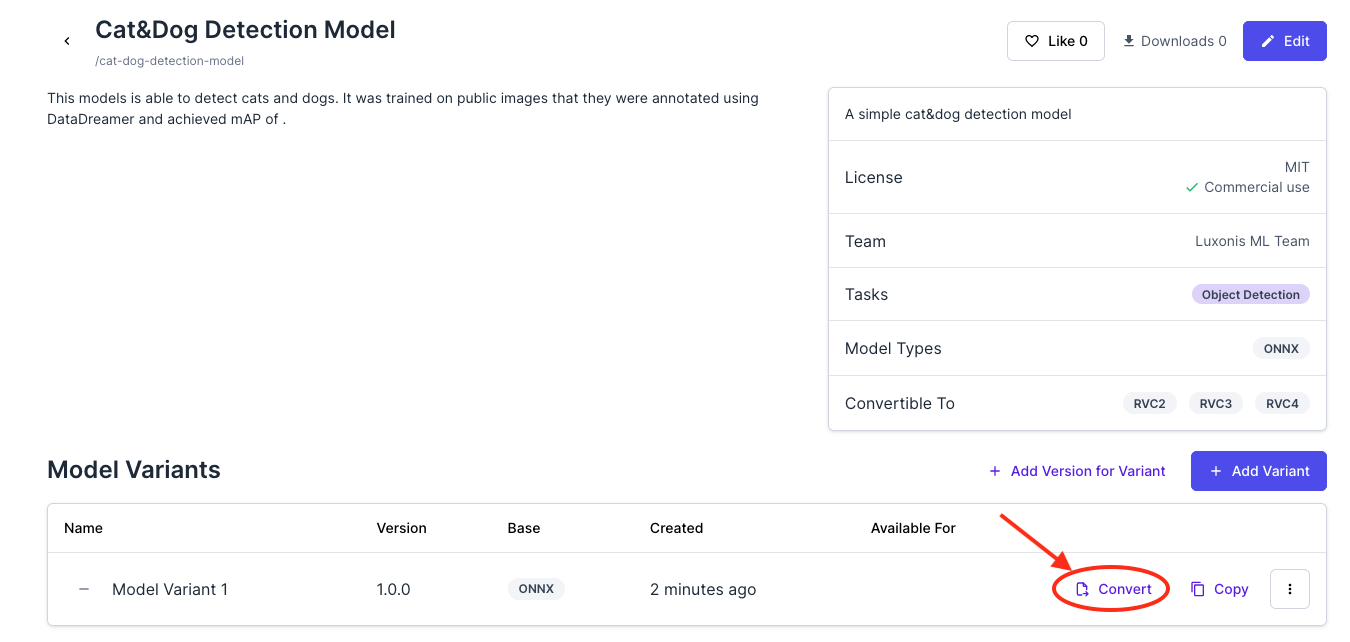 Cat&Dog Detection Model
/cat-dog-detection-model
Like 0
Downloads 0
Edit
This models is able to detect cats and dogs. It was trained on public images that they were annotated using
DataDreamer and achieved mAP of .
A simple cat&dog detection model
License
MIT
Commercial use
Team
Luxonis ML Team
Tasks
Object Detection
Model Types
ONNX
Convertible To
RVC2 RVC3 RVC4
Model Variants
+ Add Version for Variant
+ Add Variant
Name Version Base Created Available For
– Model Variant 1 1.0.0 ONNX 2 minutes ago Convert Copy